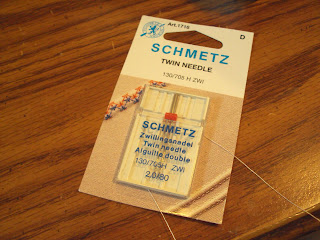 Art.1716
D
SCHMETZ
TWIN NEEDLE
130/705 H ZWI
SCHMETZ
Zwillingsnadel
Twin needle
Aiguille double
130/705H ZWI
2,0/80